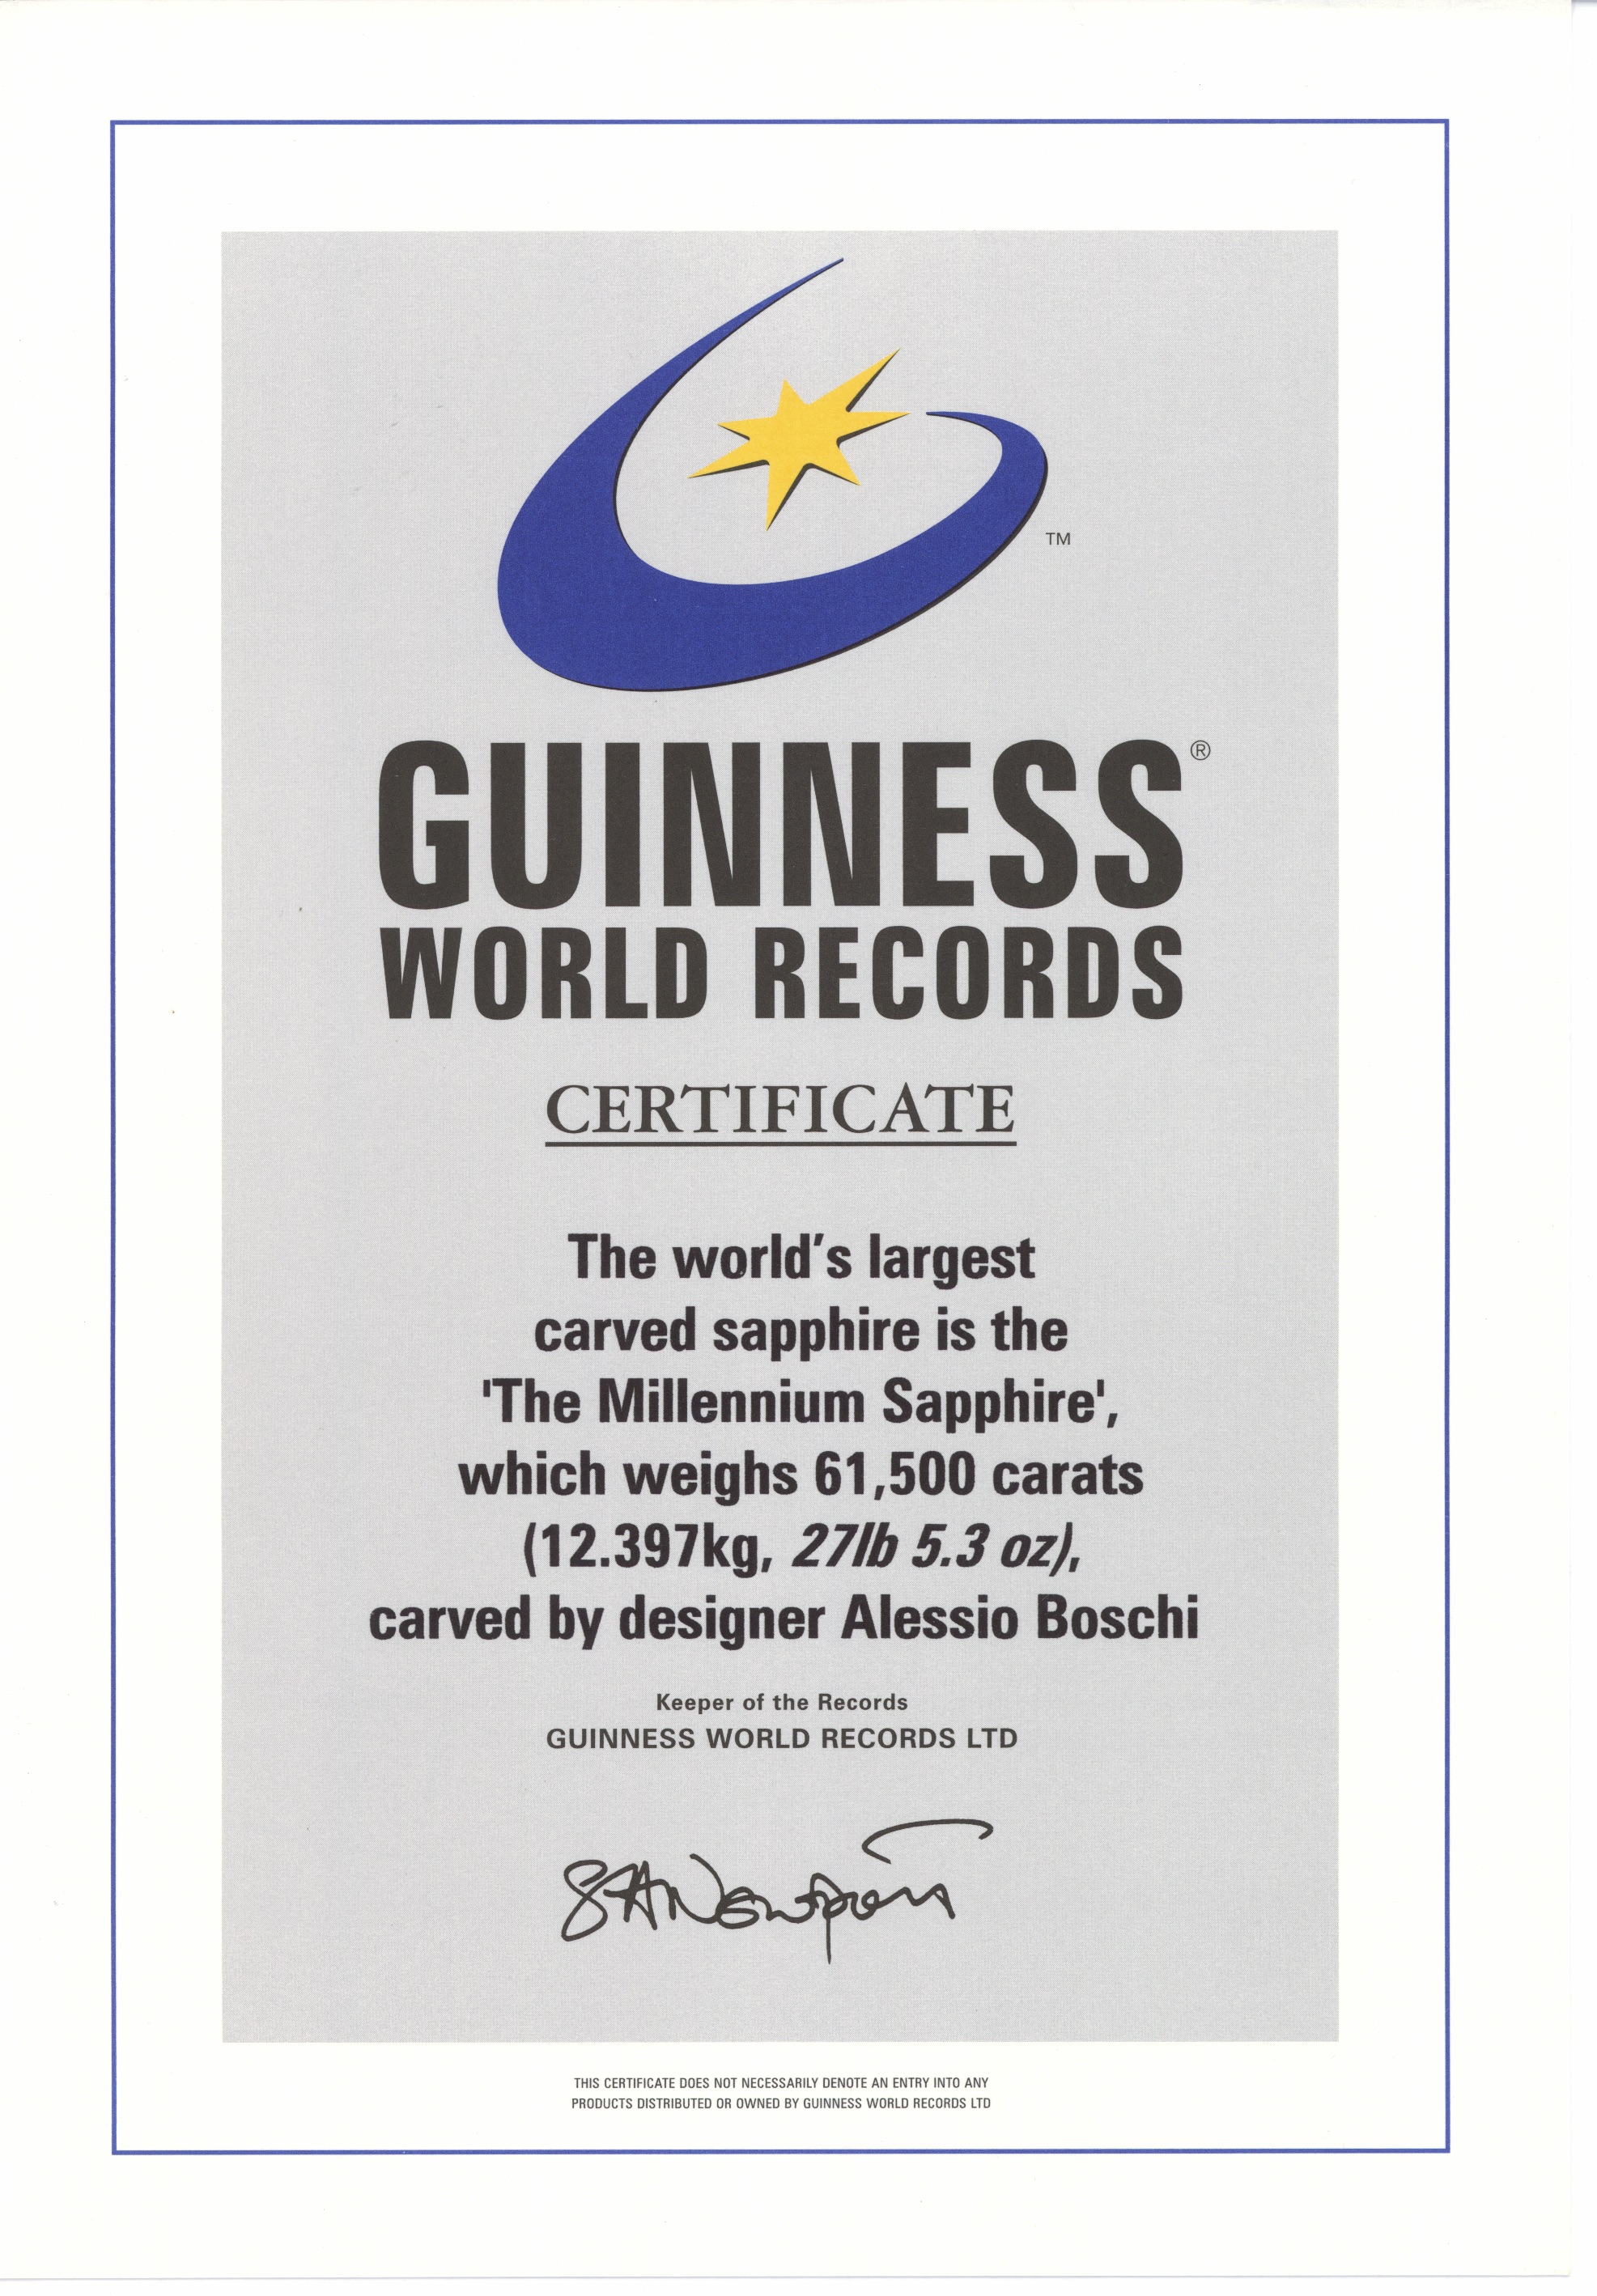 TM
GUINNESS®
WORLD RECORDS
CERTIFICATE
The world's largest
carved sapphire is the
'The Millennium Sapphire',
which weighs 61,500 carats
(12.397kg, 27lb 5.3 oz),
carved by designer Alessio Boschi
Keeper of the Records
GUINNESS WORLD RECORDS LTD
THIS CERTIFICATE DOES NOT NECESSARILY DENOTE AN ENTRY INTO ANY
PRODUCTS DISTRIBUTED OR OWNED BY GUINNESS WORLD RECORDS LTD